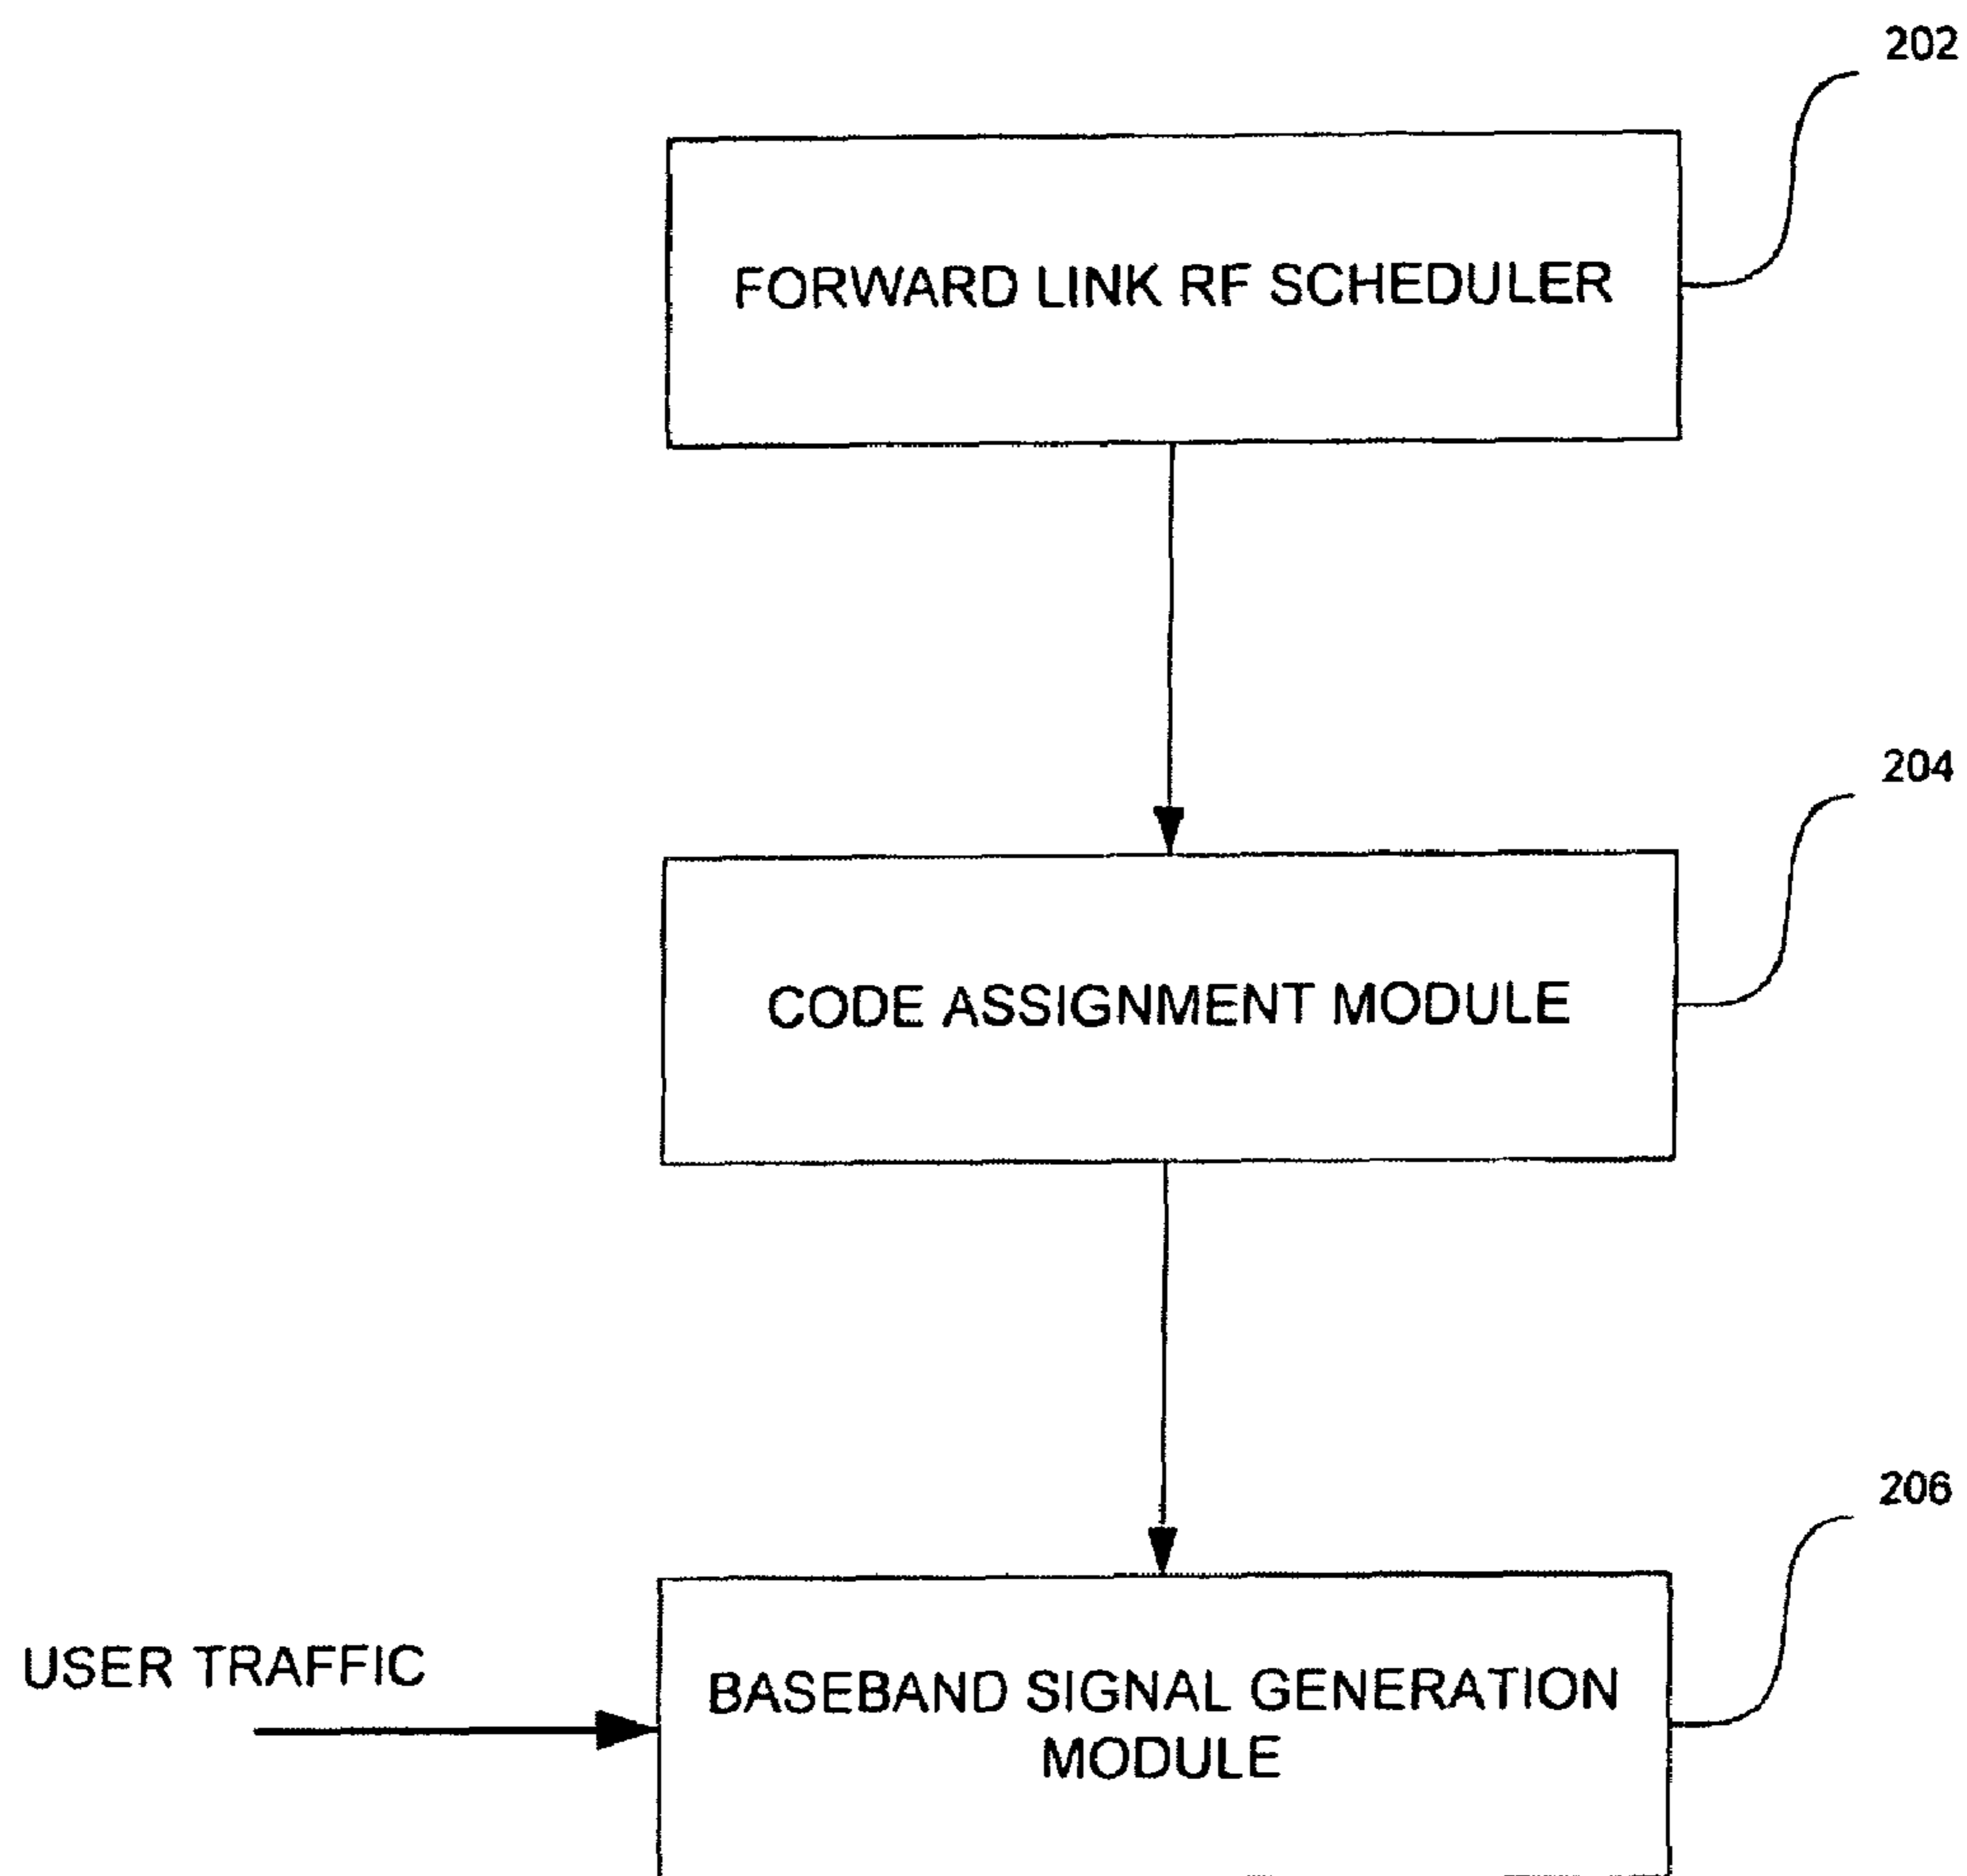 202
FORWARD LINK RF SCHEDULER
204
CODE ASSIGNMENT MODULE
206
USER TRAFFIC
BASEBAND SIGNAL GENERATION
MODULE